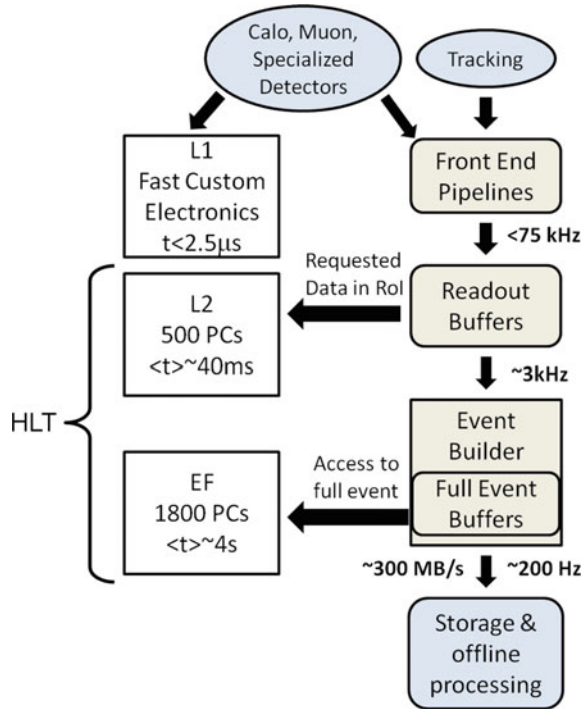 Calo, Muon,
Specialized
Detectors
Tracking
L1
Fast Custom
Electronics
t<2.5μs
Front End
Pipelines
<75 kHz
Requested
Data in RoI
Readout
Buffers
L2
500 PCs
<t>~40ms
~3kHz
HLT
Event
Builder
Full Event
Buffers
Access to
full event
EF
1800 PCs
<t>~4s
~300 MB/s
~200 Hz
Storage &
offline
processing